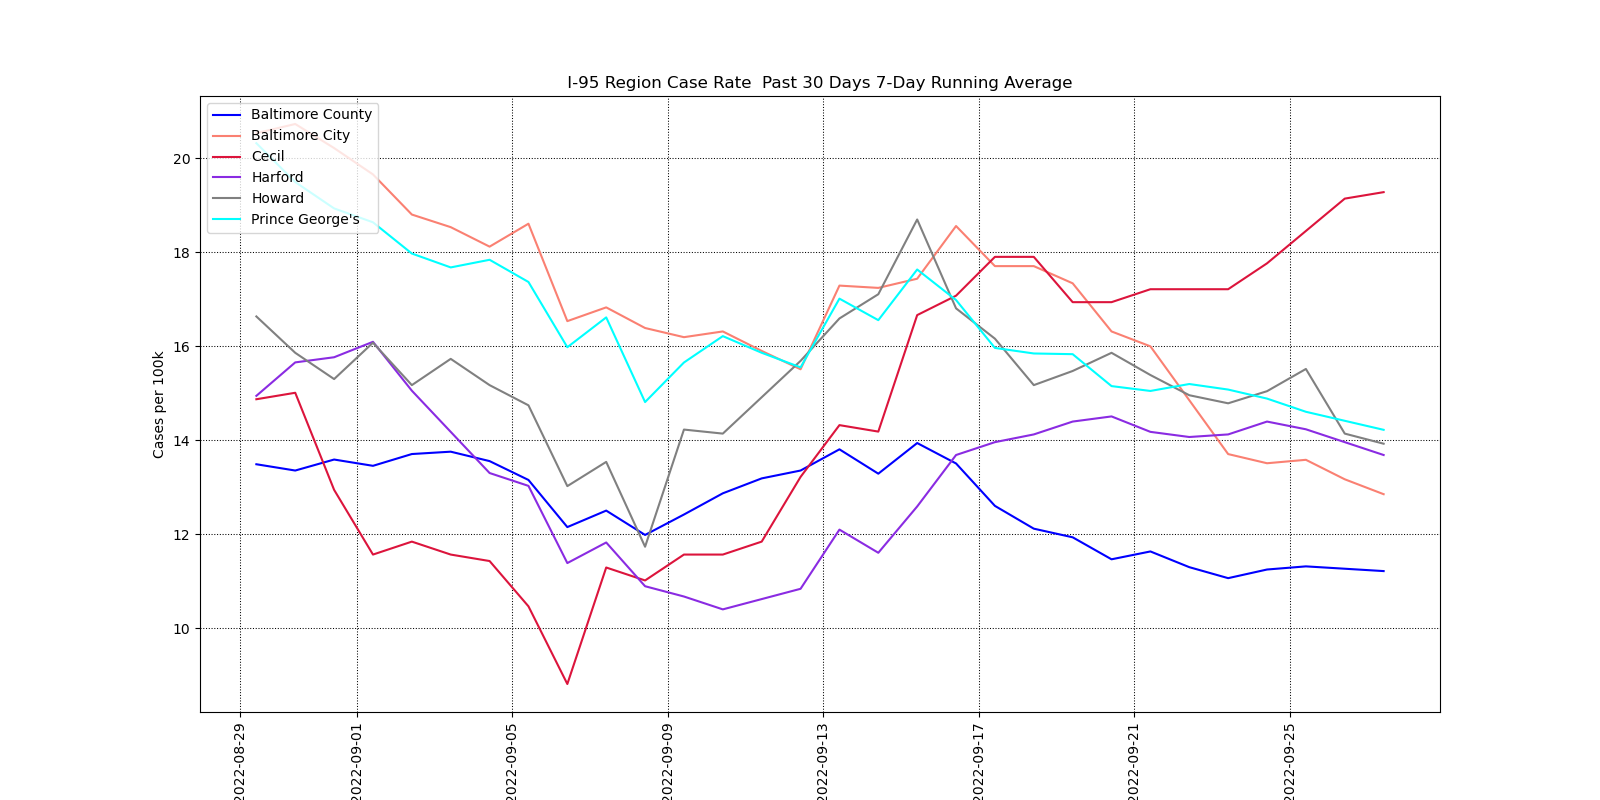 I-95 Region Case Rate  Past 30 Days 7-Day Running Average
Baltimore County
Baltimore City
Cecil
Harford
Howard
Prince George's
Cases per 100k
20
18
16
14
12
10
2022-08-29
2022-09-01
2022-09-05
2022-09-09
2022-09-13
2022-09-17
2022-09-21
2022-09-25